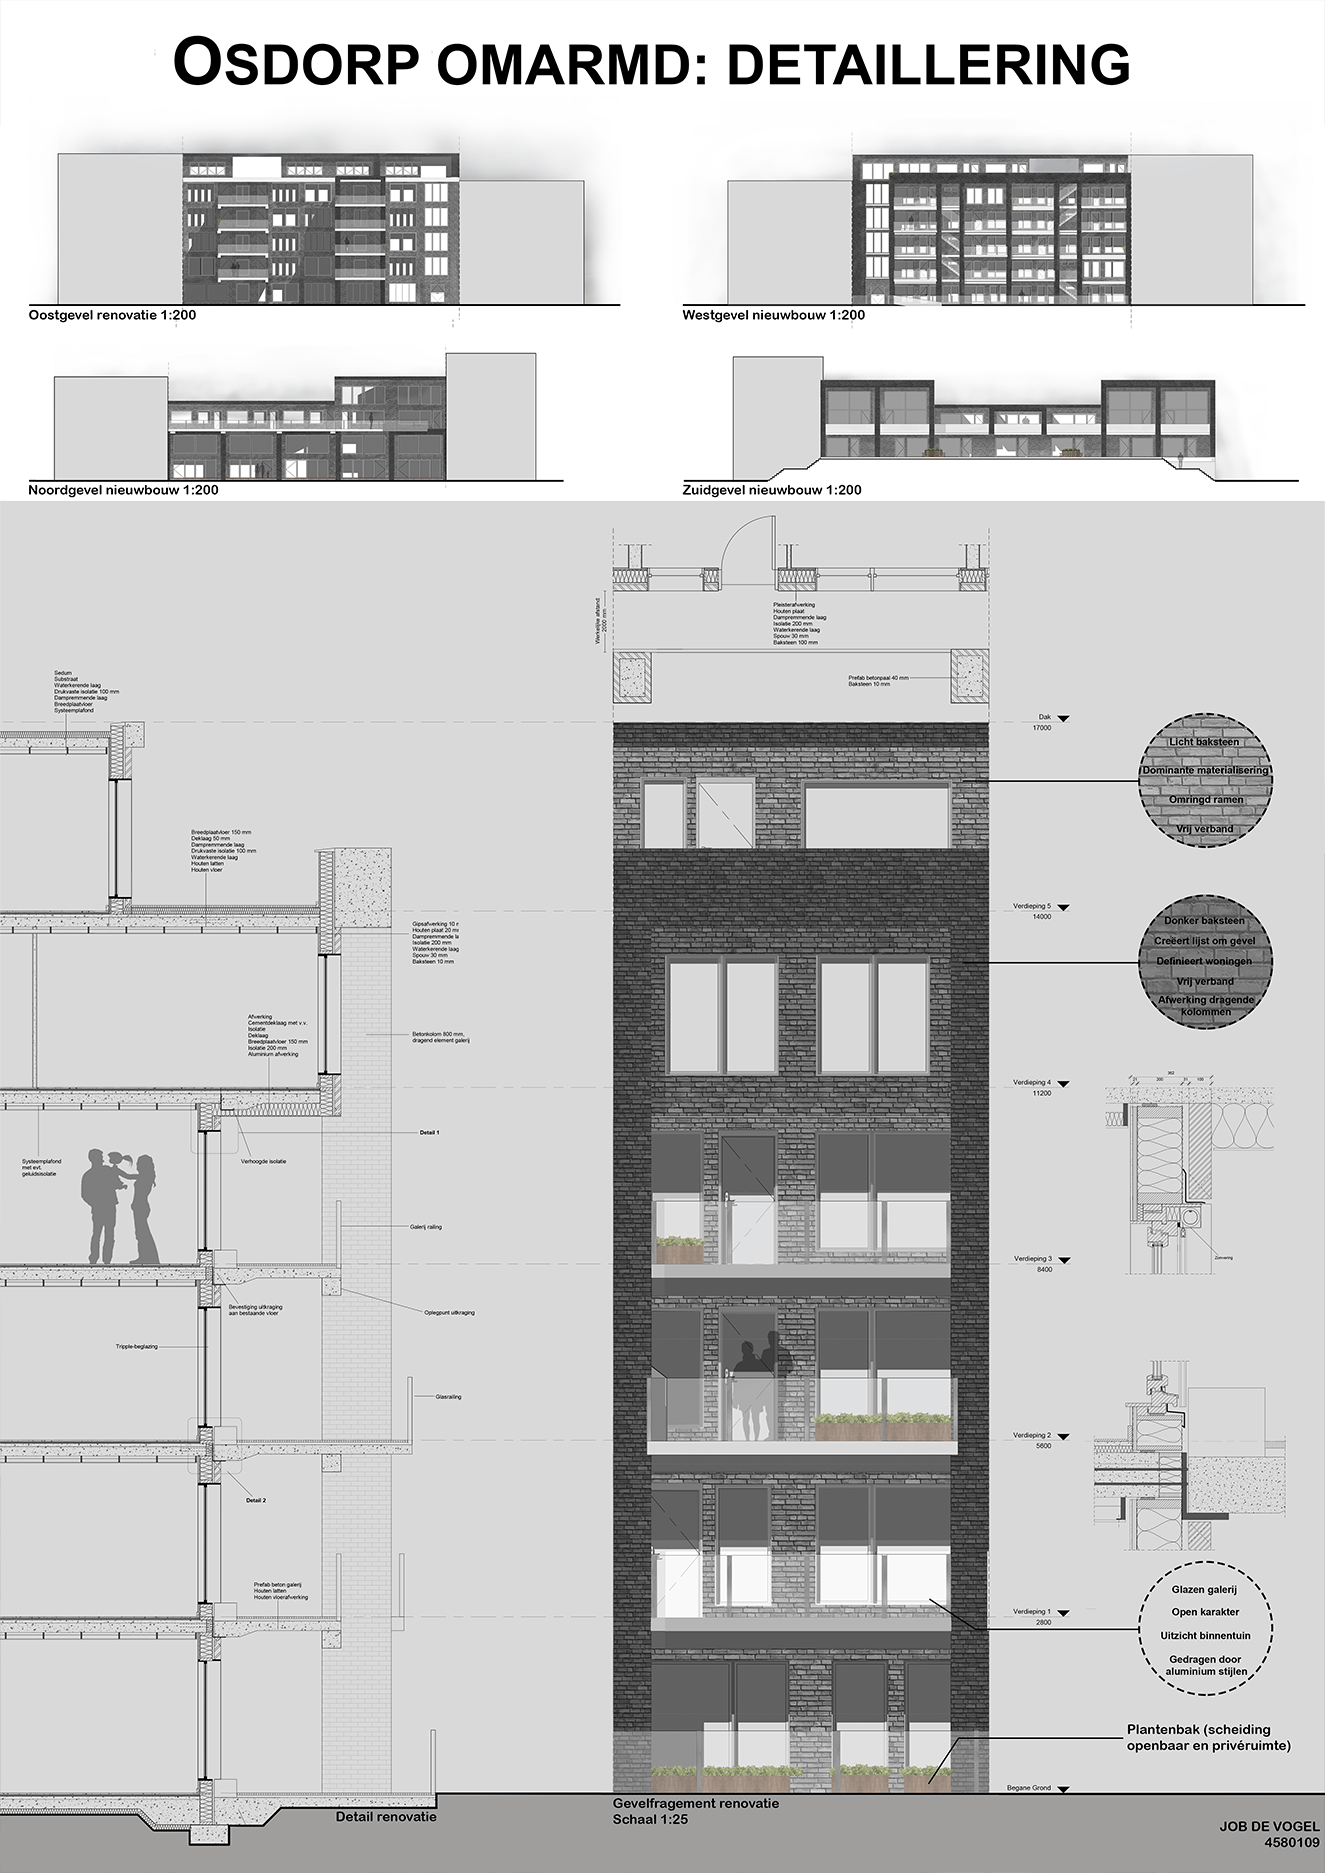 OSDORP OMARMD: DETAILLERING
Oostgevel renovatie 1:200
Westgevel nieuwbouw 1:200
Noordgevel nieuwbouw 1:200
Zuidgevel nieuwbouw 1:200
Werkelijke afstand:
2000 mm
Pleisterafwerking
Houten plaat
Dampremmende laag
Isolatie 200 mm
Waterkerende laag
Spouw 30 mm
Baksteen 100 mm
Prefab betonpaal 40 mm
Baksteen 10 mm
Sedum
Substraat
Waterkerende laag
Drukvaste isolatie 100 mm
Dampremmende laag
Breedplaatvloer
Systeemplafond
Dak
17000
Licht baksteen
Dominante materialisering
Omringd ramen
Vrij verband
Breedplaatvloer 150 mm
Deklaag 50 mm
Dampremmende laag
Drukvaste isolatie 100 mm
Waterkerende laag
Houten latten
Houten vloer
Verdieping 5
14000
Donker baksteen
Creëert lijst om gevel
Definieert woningen
Vrij verband
Afwerking dragende
kolommen
Gipsafwerking 10 r
Houten plaat 20 m
Dampremmende la
Isolatie 200 mm
Waterkerende laag
Spouw 30 mm
Baksteen 10 mm
Afwerking
Cementdeklaag met v.v.
Isolatie
Deklaag
Breedplaatvloer 150 mm
Isolatie 200 mm
Aluminium afwerking
Betonkolom 800 mm,
dragend element galerij
Verdieping 4
11200
362
21 200 31 100
Detail 1
Systeemplafond
met evt.
geluidsisolatie
Verhoogde isolatie
Galerij railing
Verdieping 3
8400
Zonwering
Bevestiging uitkraging
aan bestaande vloer
Oplegpunt uitkraging
Tripple-beglazing
Glasrailing
Verdieping 2
5600
Detail 2
Prefab beton galerij
Houten latten
Houten vloerafwerking
Verdieping 1
2800
Glazen galerij
Open karakter
Uitzicht binnentuin
Gedragen door
aluminium stijlen
Plantenbak (scheiding
openbaar en privéruimte)
Begane Grond
Detail renovatie
Gevelfragement renovatie
Schaal 1:25
JOB DE VOGEL
4580109